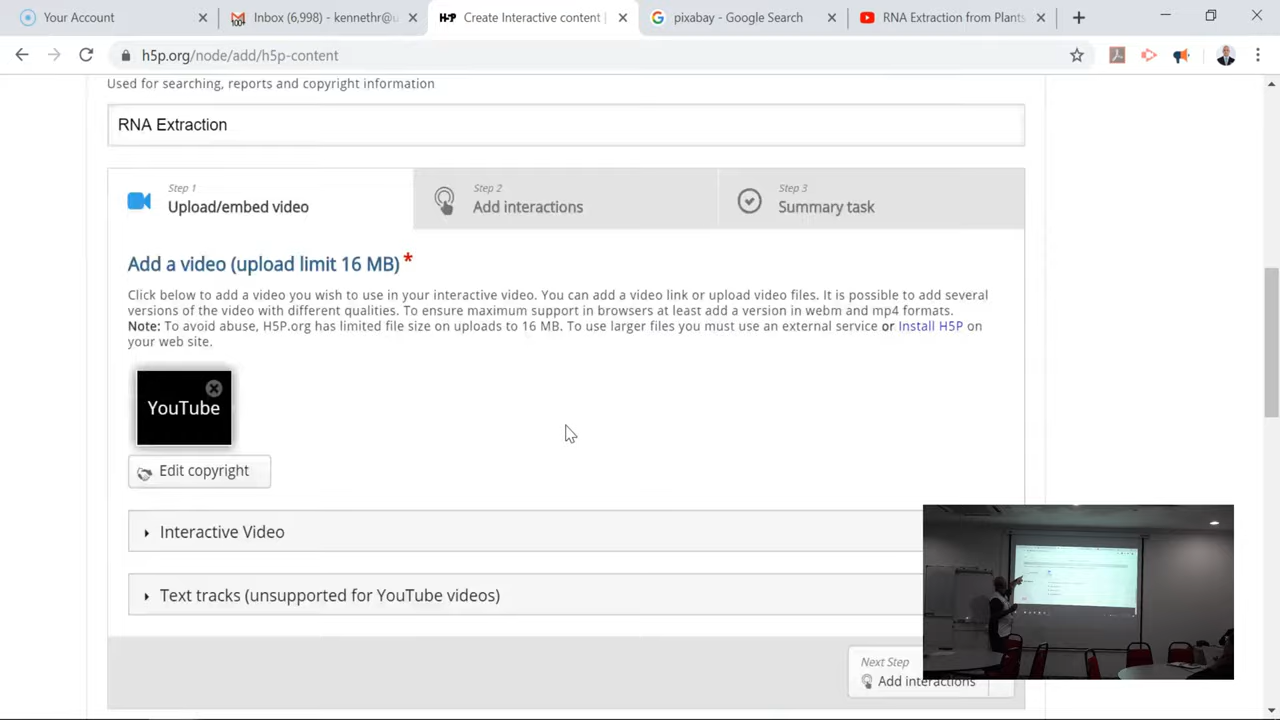 Your Account
Inbox (6,998) - kennethr@u
H5P Create Interactive content |
pixabay - Google Search
RNA Extraction from Plants
h5p.org/node/add/h5p-content
Used for searching, reports and copyright information
RNA Extraction
Step 1
Upload/embed video
Step 2
Add interactions
Step 3
Summary task
Add a video (upload limit 16 MB) *
Click below to add a video you wish to use in your interactive video. You can add a video link or upload video files. It is possible to add several
versions of the video with different qualities. To ensure maximum support in browsers at least add a version in webm and mp4 formats.
Note: To avoid abuse, H5P.org has limited file size on uploads to 16 MB. To use larger files you must use an external service or Install H5P on
your web site.
YouTube
Edit copyright
Interactive Video
Text tracks (unsupported for YouTube videos)
Next Step
Add interactions